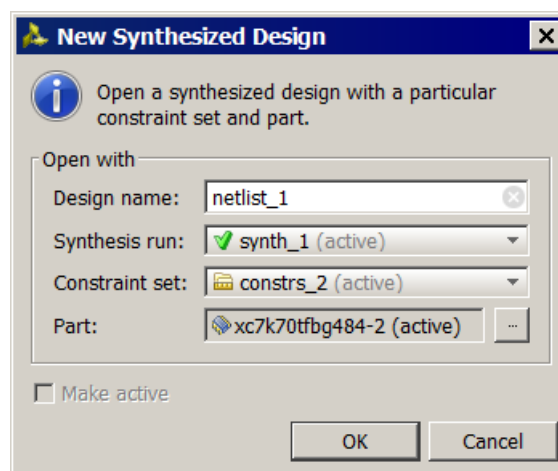 New Synthesized Design
Open a synthesized design with a particular
constraint set and part.
Open with
Design name: netlist_1
Synthesis run: synth_1 (active)
Constraint set: constrs_2 (active)
Part: xc7k70tfbg484-2 (active) ...
Make active
OK Cancel